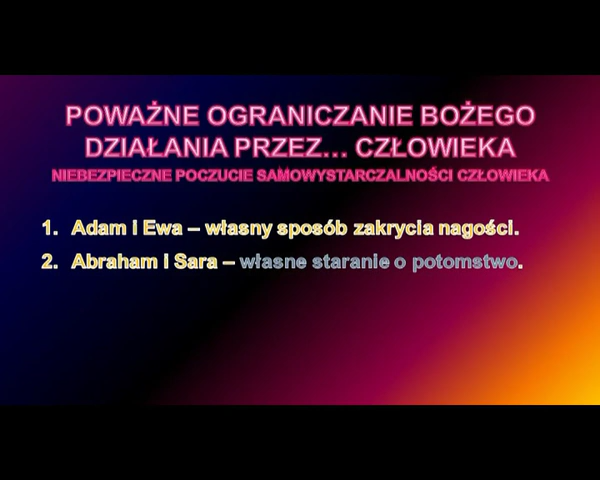 POWAŻNE OGRANICZANIE BOŻEGO
DZIAŁANIA PRZEZ... CZŁOWIEKA
NIEBEZPIECZNE POCZUCIE SAMOWYSTARCZALNOŚCI CZŁOWIEKA
1. Adam i Ewa – własny sposób zakrycia nagości.
2. Abraham i Sara – własne staranie o potomstwo.